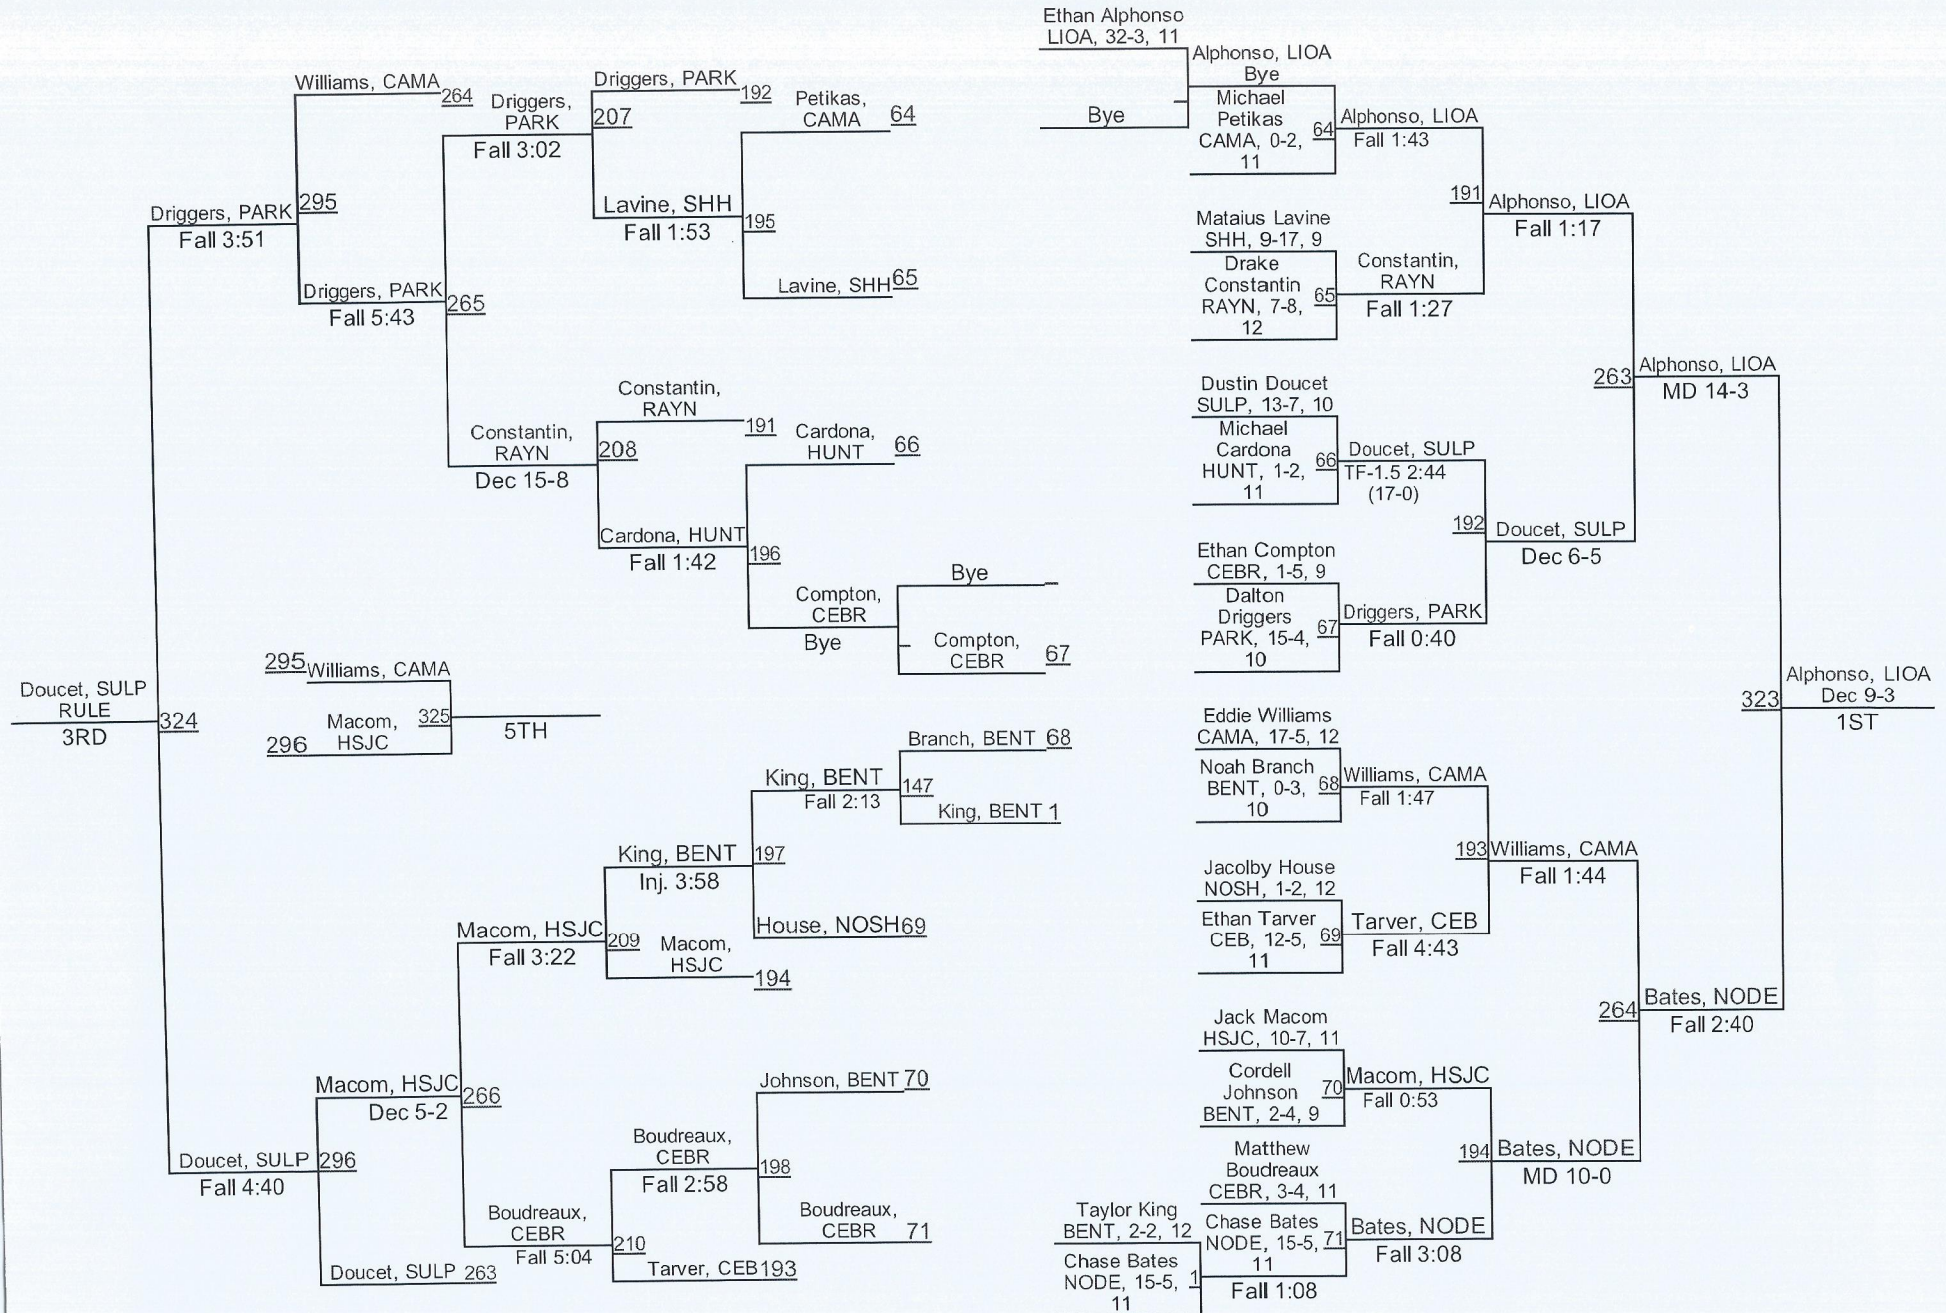 Ethan Alphonso
LIOA, 32-3, 11
Alphonso, LIOA
Bye
Bye
Michael
Petikas
CAMA, 0-2,
11
64
Alphonso, LIOA
Fall 1:43
Mataius Lavine
SHH, 9-17, 9
Drake
Constantin
RAYN, 7-8,
12
65
Constantin,
RAYN
Fall 1:27
191
Alphonso, LIOA
Fall 1:17
Dustin Doucet
SULP, 13-7, 10
Michael
Cardona
HUNT, 1-2,
11
66
Doucet, SULP
TF-1.5 2:44
(17-0)
Ethan Compton
CEBR, 1-5, 9
Dalton
Driggers
PARK, 15-4,
10
67
Driggers, PARK
Fall 0:40
192
Doucet, SULP
Dec 6-5
263
Alphonso, LIOA
MD 14-3
Eddie Williams
CAMA, 17-5, 12
Noah Branch
BENT, 0-3,
10
68
Williams, CAMA
Fall 1:47
Jacolby House
NOSH, 1-2, 12
Ethan Tarver
CEB, 12-5,
11
69
Tarver, CEB
Fall 4:43
193
Williams, CAMA
Fall 1:44
Jack Macom
HSJC, 10-7, 11
Cordell
Johnson
BENT, 2-4, 9
70
Macom, HSJC
Fall 0:53
Matthew
Boudreaux
CEBR, 3-4, 11
Taylor King
BENT, 2-2, 12
Chase Bates
NODE, 15-5,
11
1
Chase Bates
NODE, 15-5,
11
Fall 1:08
71
Bates, NODE
Fall 3:08
194
Bates, NODE
MD 10-0
264
Bates, NODE
Fall 2:40
323
Alphonso, LIOA
Dec 9-3
1ST
Williams, CAMA
264
Driggers,
PARK
Fall 3:02
Driggers, PARK
192
207
Petikas,
CAMA
64
Lavine, SHH
Fall 1:53
195
Lavine, SHH
65
Driggers, PARK
Fall 3:51
295
Driggers, PARK
Fall 5:43
265
Constantin,
RAYN
191
Constantin,
RAYN
Dec 15-8
208
Cardona,
HUNT
66
Cardona, HUNT
Fall 1:42
196
Bye
Compton,
CEBR
Bye
Compton,
CEBR
67
295
Williams, CAMA
Macom,
HSJC
296
325
5TH
Doucet, SULP
RULE
3RD
324
Branch, BENT
68
King, BENT
Fall 2:13
147
King, BENT
1
King, BENT
Inj. 3:58
197
House, NOSH
69
Macom, HSJC
Fall 3:22
209
Macom,
HSJC
194
Macom, HSJC
Dec 5-2
266
Johnson, BENT
70
Boudreaux,
CEBR
Fall 2:58
198
Boudreaux,
CEBR
71
Boudreaux,
CEBR
Fall 5:04
210
Tarver, CEB
193
Doucet, SULP
Fall 4:40
296
Doucet, SULP
263